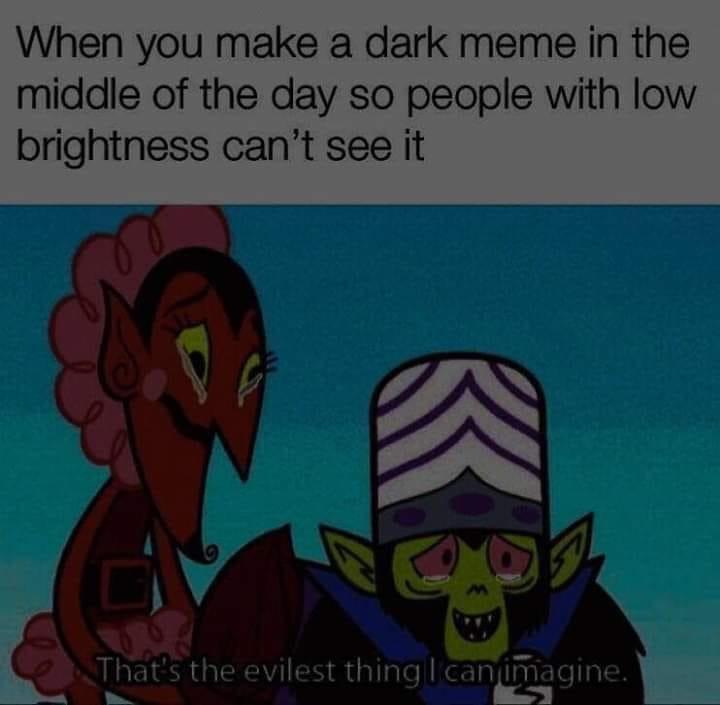 When you make a dark meme in the
middle of the day so people with low
brightness can't see it
That's the evilest thing I can imagine.